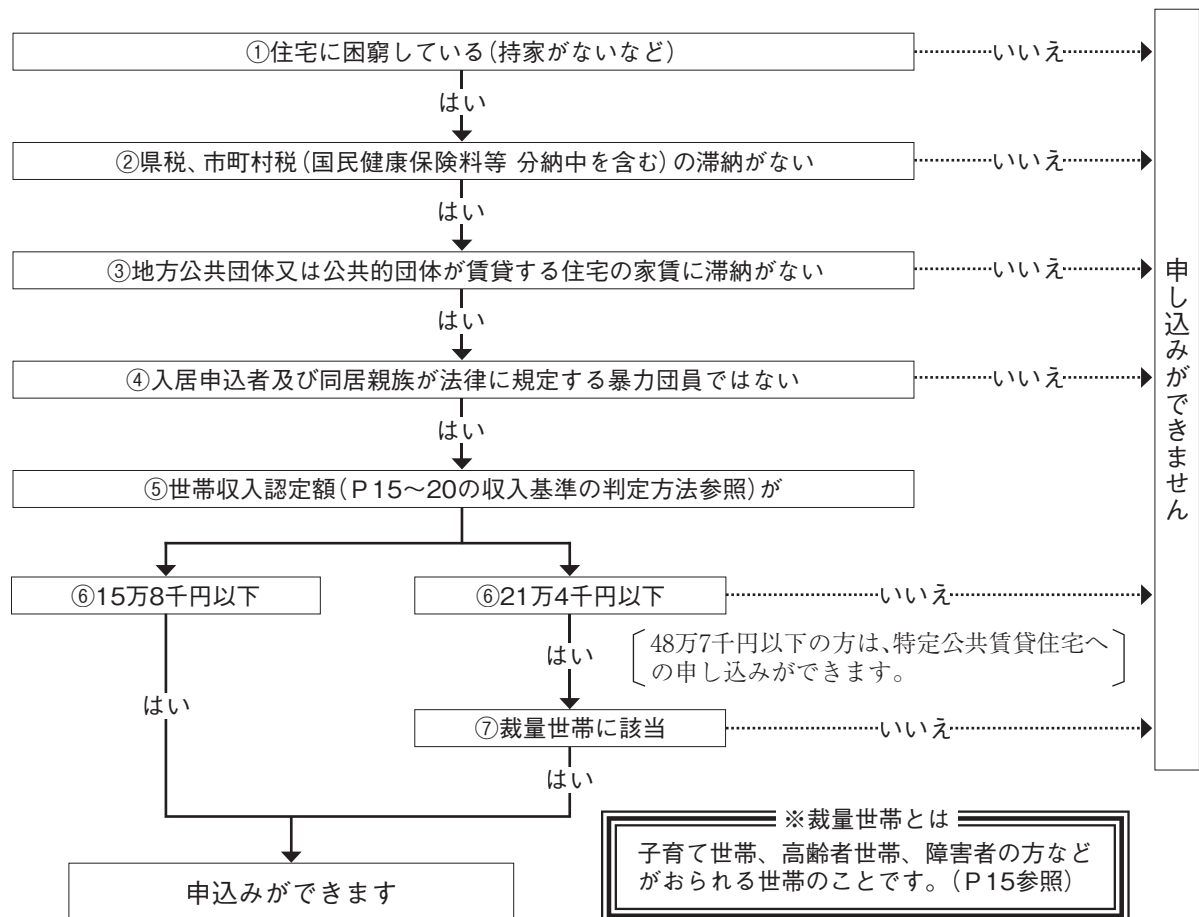 ①住宅に困窮している(持家がないなど)
いいえ
はい
②県税、市町村税(国民健康保険料等 分納中を含む)の滞納がない
いいえ
はい
③地方公共団体又は公共的団体が賃貸する住宅の家賃に滞納がない
いいえ
はい
④入居申込者及び同居親族が法律に規定する暴力団員ではない
いいえ
はい
⑤世帯収入認定額(P15〜20の収入基準の判定方法参照)が
⑥15万8千円以下
⑥21万4千円以下
いいえ
はい
48万7千円以下の方は、特定公共賃貸住宅へ
の申し込みができます。
はい
⑦裁量世帯に該当
いいえ
はい
申し込みができません
申込みができます
※裁量世帯とは
子育て世帯、高齢者世帯、障害者の方など
がおられる世帯のことです。(P15参照)